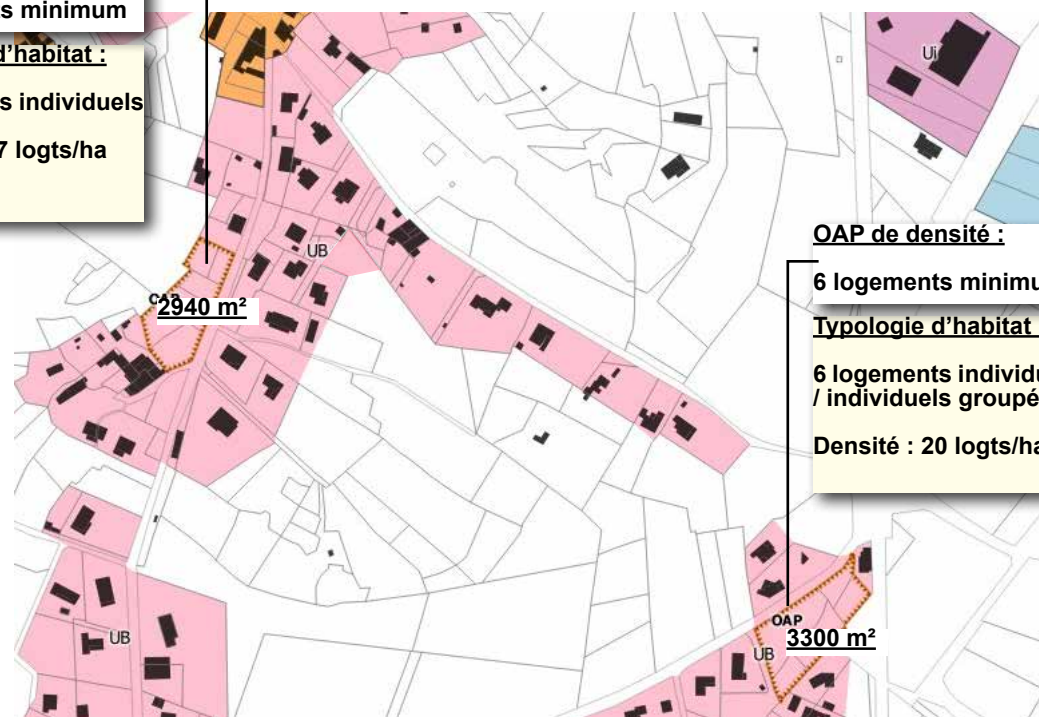 s minimum
d'habitat :
s individuels
7 logts/ha
Ui
UB
OAP
2940 m²
OAP de densité :
6 logements minimu
Typologie d'habitat
6 logements individu
/ individuels groupé
Densité : 20 logts/ha
UB
OAP
3300 m²
UB